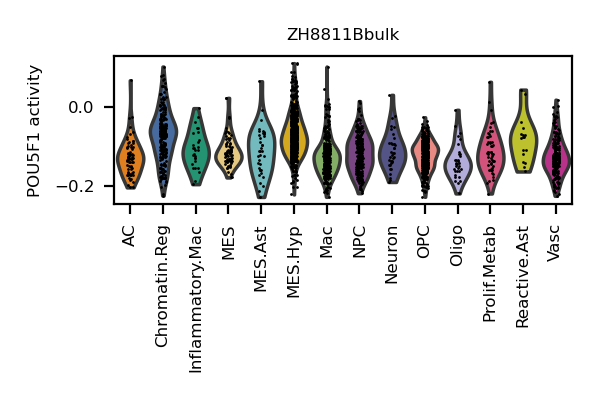 ZH8811Bbulk
POU5F1 activity
0.0
−0.2
AC
Chromatin.Reg
Inflammatory.Mac
MES
MES.Ast
MES.Hyp
Mac
NPC
Neuron
OPC
Oligo
Prolif.Metab
Reactive.Ast
Vasc